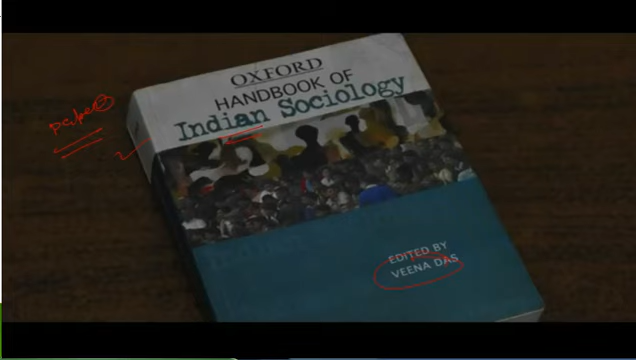 OXFORD
HANDBOOK OF
Indian Sociology
EDITED BY
VEENA DAS